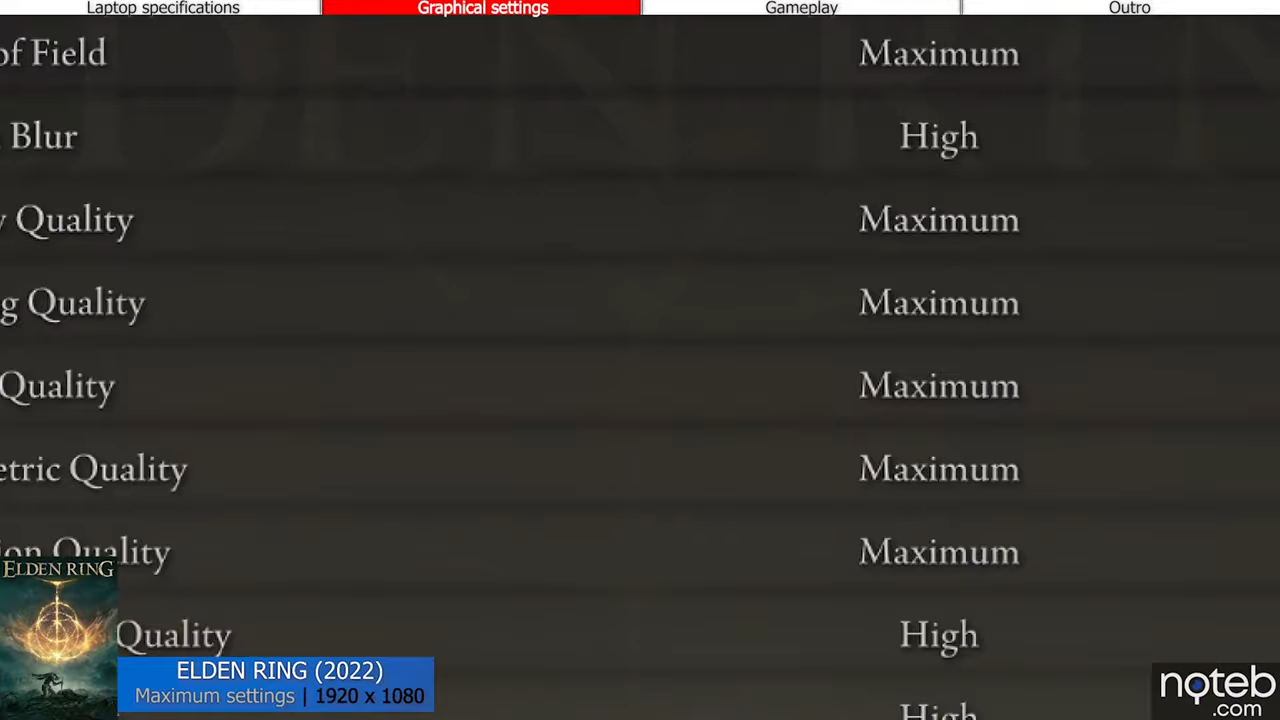 Laptop specifications Graphical settings Gameplay Outro
of Field Maximum
Blur High
y Quality Maximum
g Quality Maximum
Quality Maximum
etric Quality Maximum
ion Quality Maximum
Quality High
High
ELDEN RING
ELDEN RING (2022)
Maximum settings | 1920 x 1080
noteb
.com